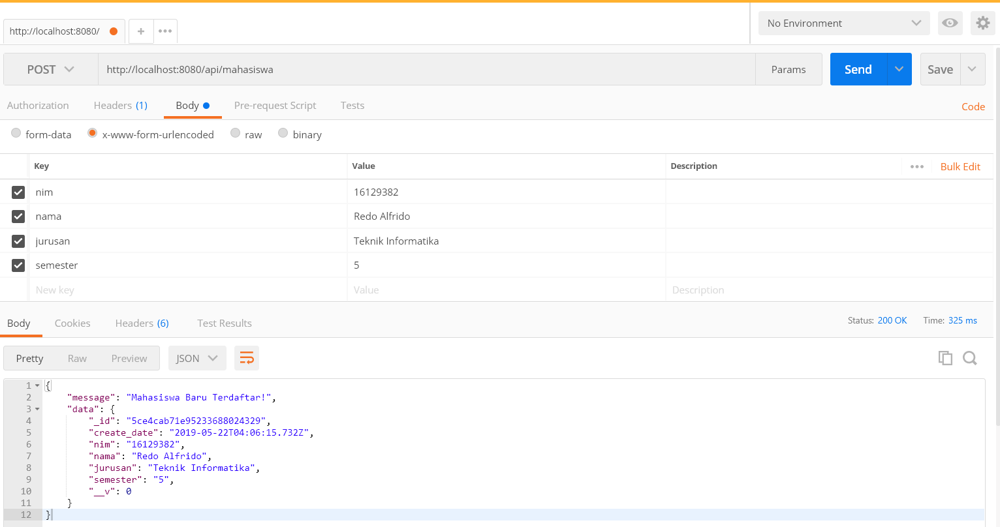 http://localhost:8080/ + ••• No Environment
POST http://localhost:8080/api/mahasiswa Params Send Save
Authorization Headers (1) Body Pre-request Script Tests Code
form-data x-www-form-urlencoded raw binary
Key Value Description ••• Bulk Edit
nim 16129382
nama Redo Alfrido
jurusan Teknik Informatika
semester 5
New key Value Description
Body Cookies Headers (6) Test Results Status: 200 OK Time: 325 ms
Pretty Raw Preview JSON
1 {
2 "message": "Mahasiswa Baru Terdaftar!",
3 "data": {
4 "_id": "5ce4cab71e95233688024329",
5 "create_date": "2019-05-22T04:06:15.732Z",
6 "nim": "16129382",
7 "nama": "Redo Alfrido",
8 "jurusan": "Teknik Informatika",
9 "semester": "5",
10 "__v": 0
11 }
12 }